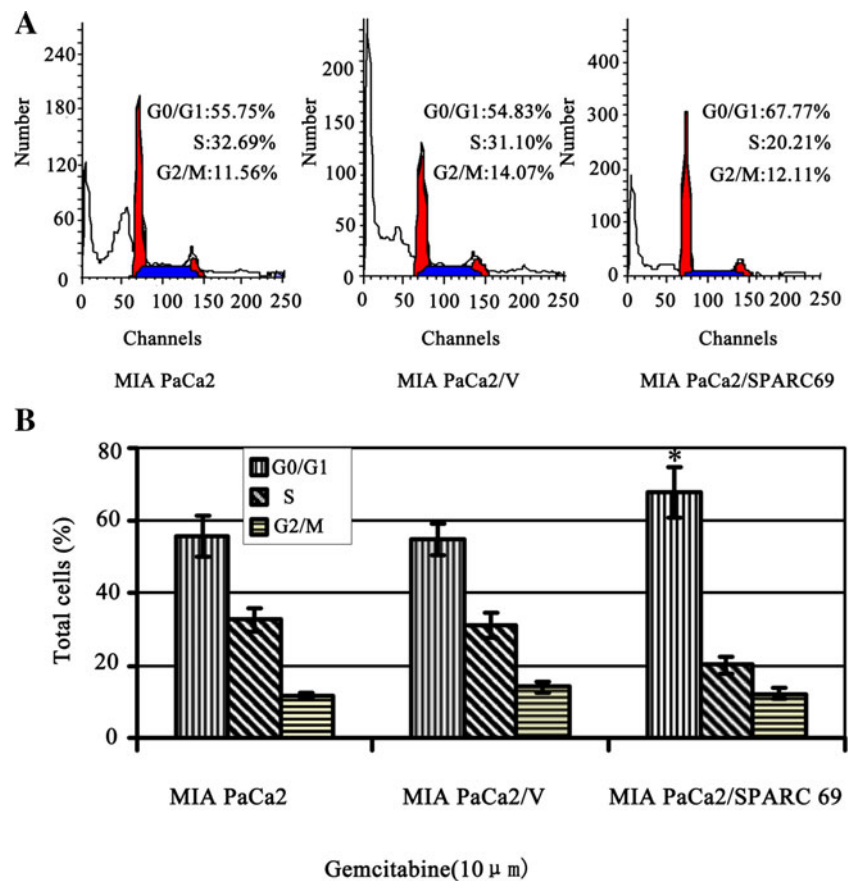 A
Number
240
180
120
60
0
G0/G1:55.75%
S:32.69%
G2/M:11.56%
0 50 100 150 200 250
Channels
MIA PaCa2
Number
200
150
100
50
0
G0/G1:54.83%
S:31.10%
G2/M:14.07%
0 50 100 150 200 250
Channels
MIA PaCa2/V
Number
400
300
200
100
0
G0/G1:67.77%
S:20.21%
G2/M:12.11%
0 50 100 150 200 250
Channels
MIA PaCa2/SPARC69
B
Total cells (%)
80
60
40
20
0
G0/G1
S
G2/M
*
MIA PaCa2 MIA PaCa2/V MIA PaCa2/SPARC 69
Gemcitabine(10 μm)